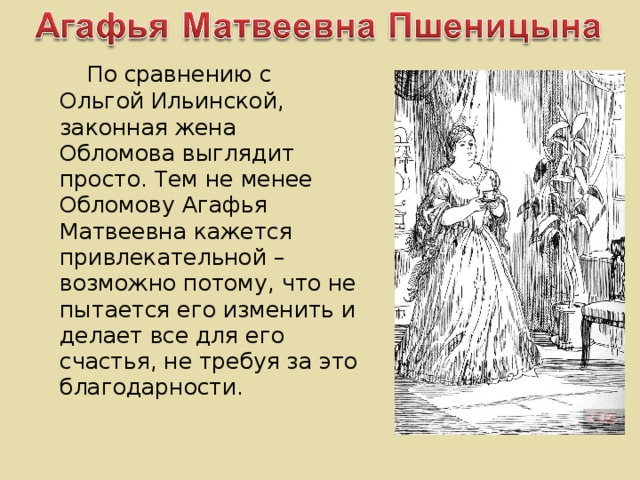 Агафья Матвеевна Пшеницына
По сравнению с
Ольгой Ильинской,
законная жена
Обломова выглядит
просто. Тем не менее
Обломову Агафья
Матвеевна кажется
привлекательной –
возможно потому, что не
пытается его изменить и
делает все для его
счастья, не требуя за это
благодарности.